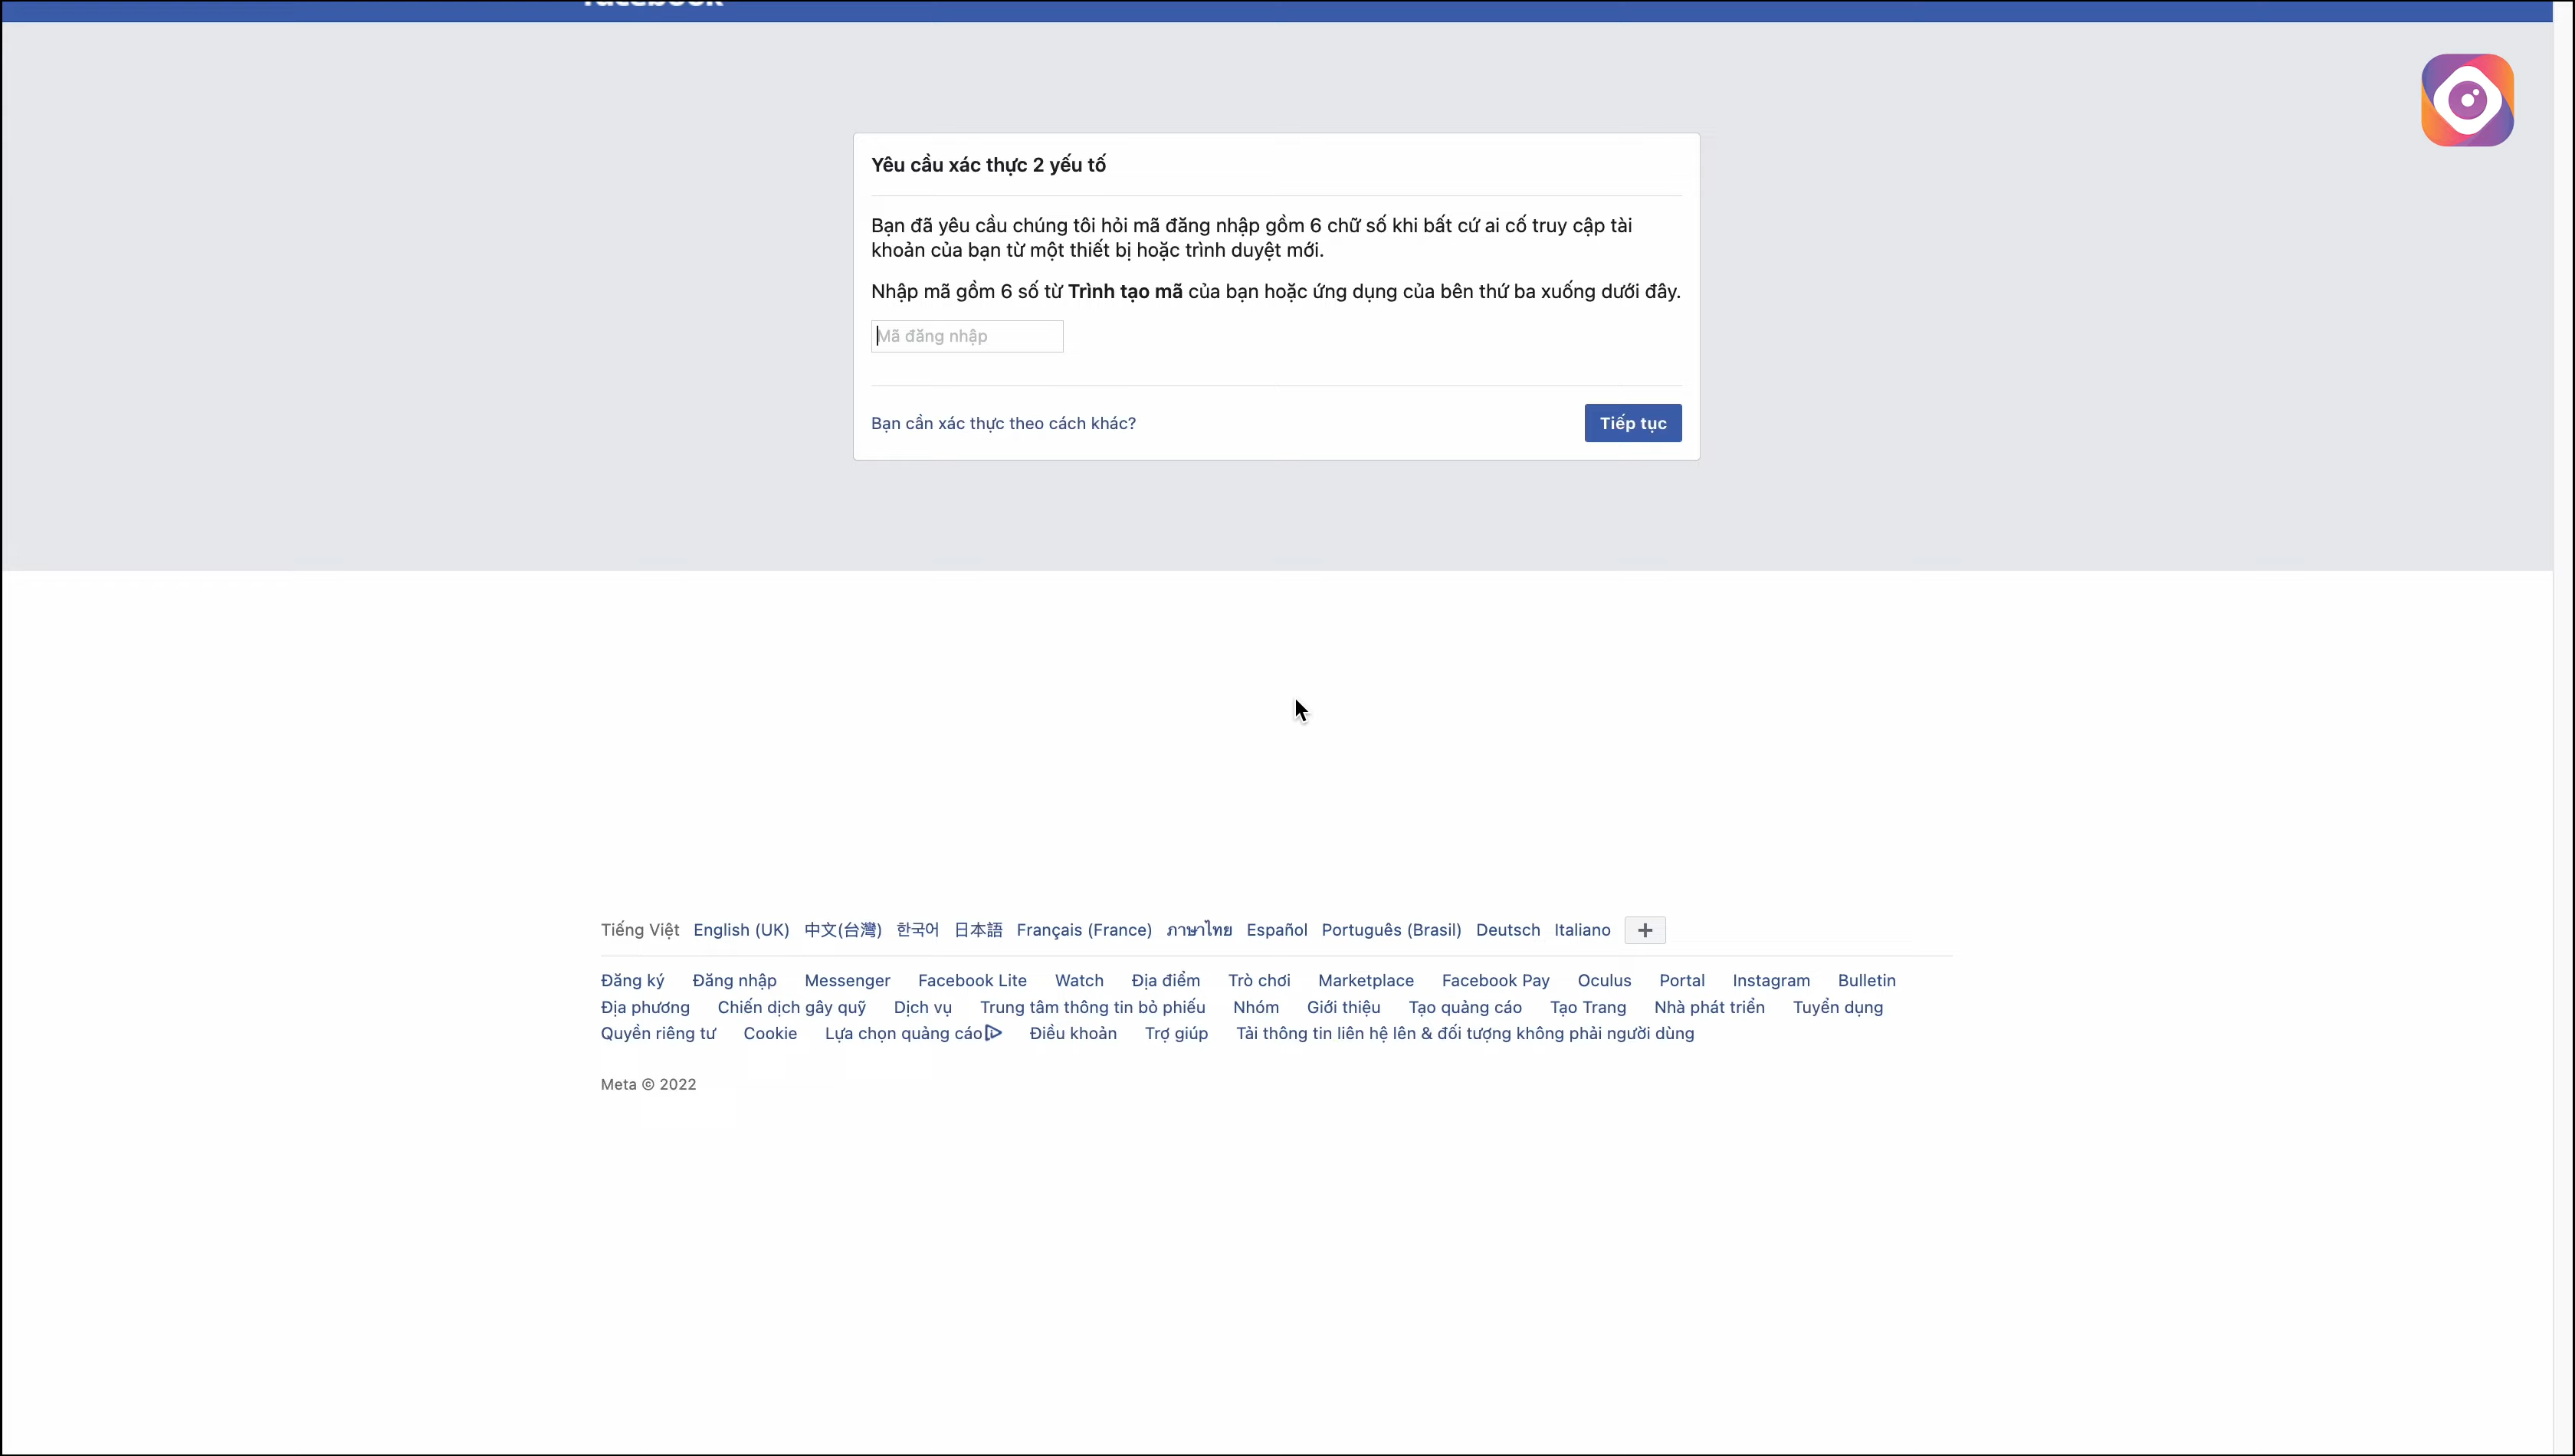 facebook
Yêu cầu xác thực 2 yếu tố
Bạn đã yêu cầu chúng tôi hỏi mã đăng nhập gồm 6 chữ số khi bất cứ ai cố truy cập tài
khoản của bạn từ một thiết bị hoặc trình duyệt mới.
Nhập mã gồm 6 số từ Trình tạo mã của bạn hoặc ứng dụng của bên thứ ba xuống dưới đây.
Mã đăng nhập
Bạn cần xác thực theo cách khác? Tiếp tục
Tiếng Việt English (UK) 中文(台灣) 한국어 日本語 Français (France) ภาษาไทย Español Português (Brasil) Deutsch Italiano +
Đăng ký Đăng nhập Messenger Facebook Lite Watch Địa điểm Trò chơi Marketplace Facebook Pay Oculus Portal Instagram Bulletin
Địa phương Chiến dịch gây quỹ Dịch vụ Trung tâm thông tin bỏ phiếu Nhóm Giới thiệu Tạo quảng cáo Tạo Trang Nhà phát triển Tuyển dụng
Quyền riêng tư Cookie Lựa chọn quảng cáo Điều khoản Trợ giúp Tải thông tin liên hệ lên & đối tượng không phải người dùng
Meta © 2022